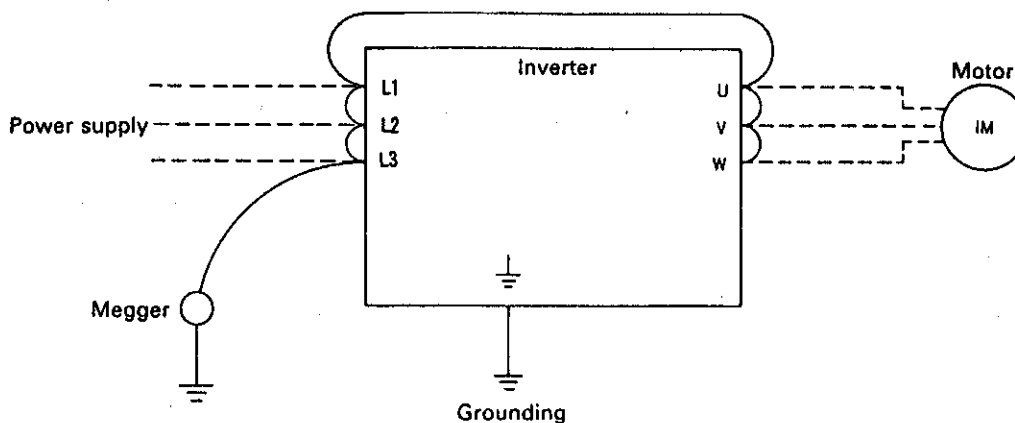 Inverter
Motor
L1
U
Power supply
L2
V
IM
L3
W
Megger
Grounding